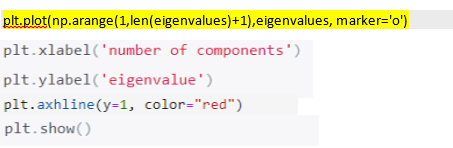 plt.plot(np.arange(1,len(eigenvalues)+1),eigenvalues, marker='o')
plt.xlabel('number of components')
plt.ylabel('eigenvalue')
plt.axhline(y=1, color="red")
plt.show()